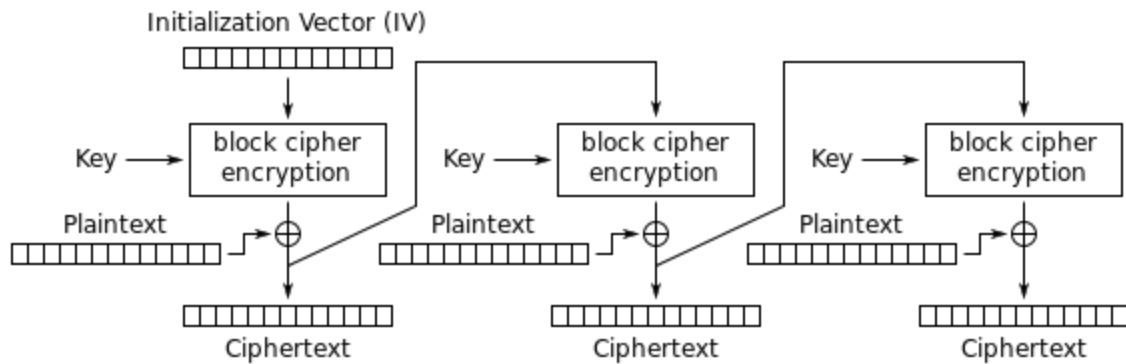 Initialization Vector (IV)
Key
block cipher
encryption
Plaintext
Ciphertext
Key
block cipher
encryption
Plaintext
Ciphertext
Key
block cipher
encryption
Plaintext
Ciphertext